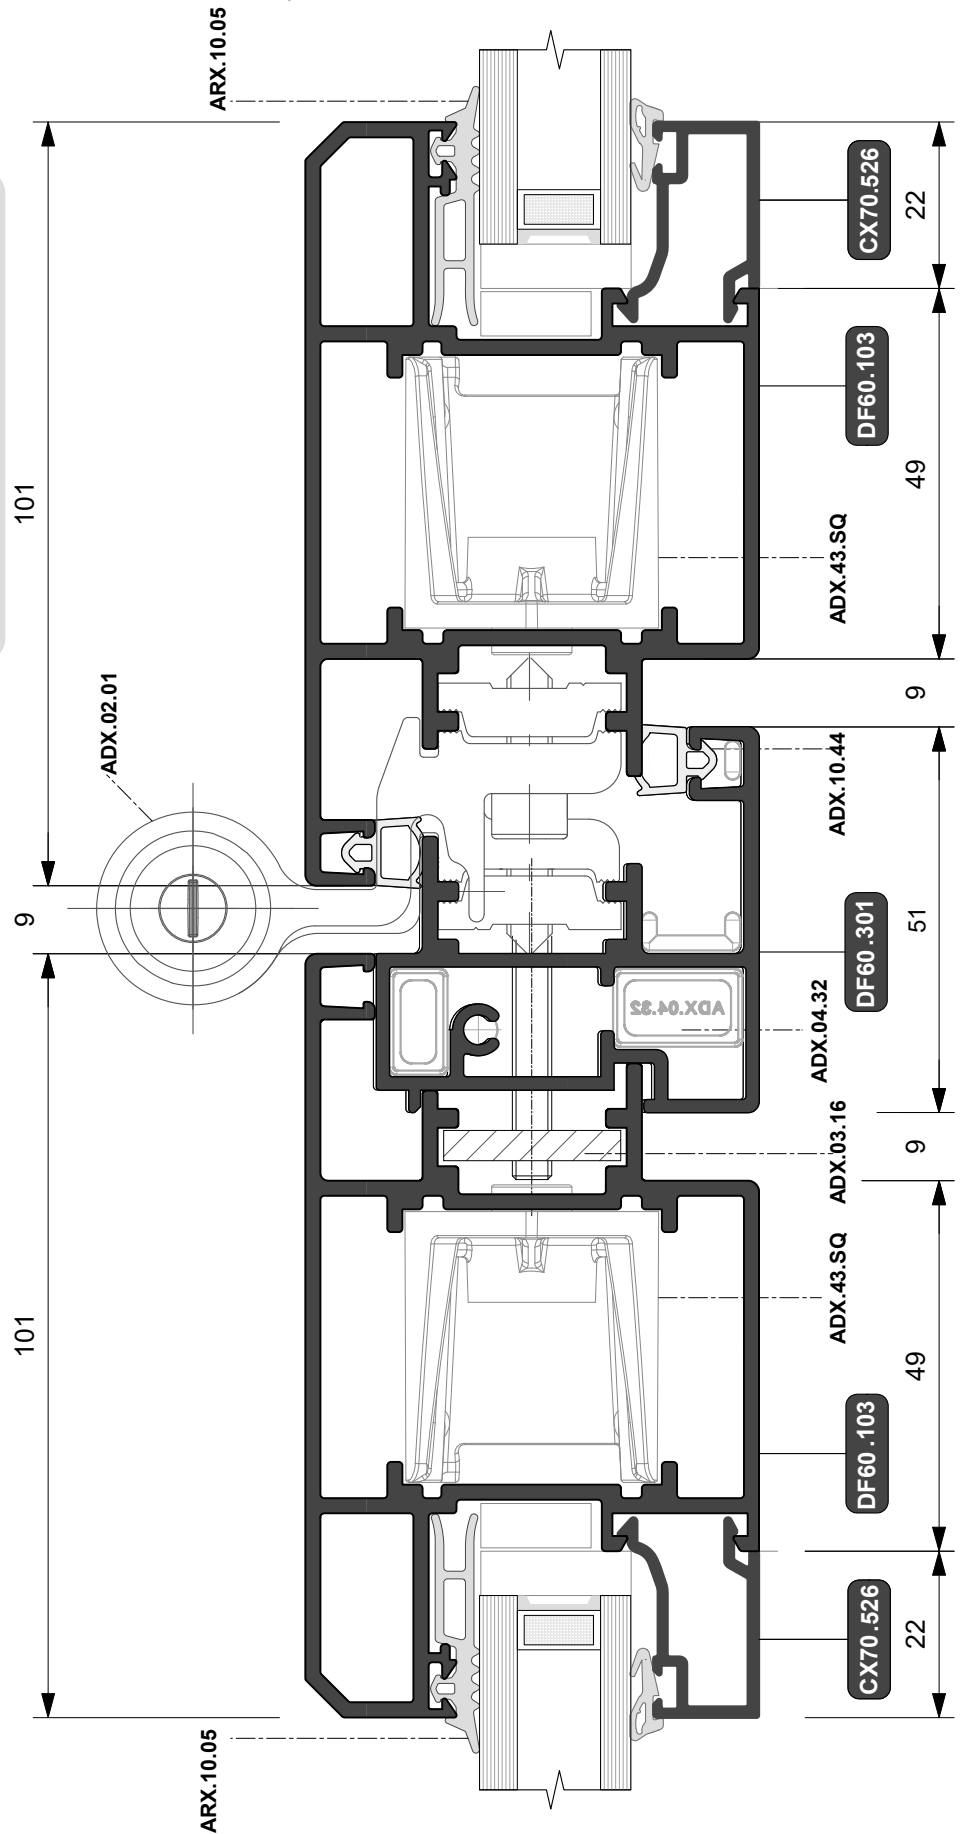 ARX.10.05
101
ADX.02.01
9
101
ARX.10.05
CX70.526
22
DF60.103
49
ADX.43.SQ
9
ADX.10.44
DF60.301
51
ADX.04.32
ADX.04.32
ADX.03.16
9
ADX.43.SQ
49
DF60.103
CX70.526
22